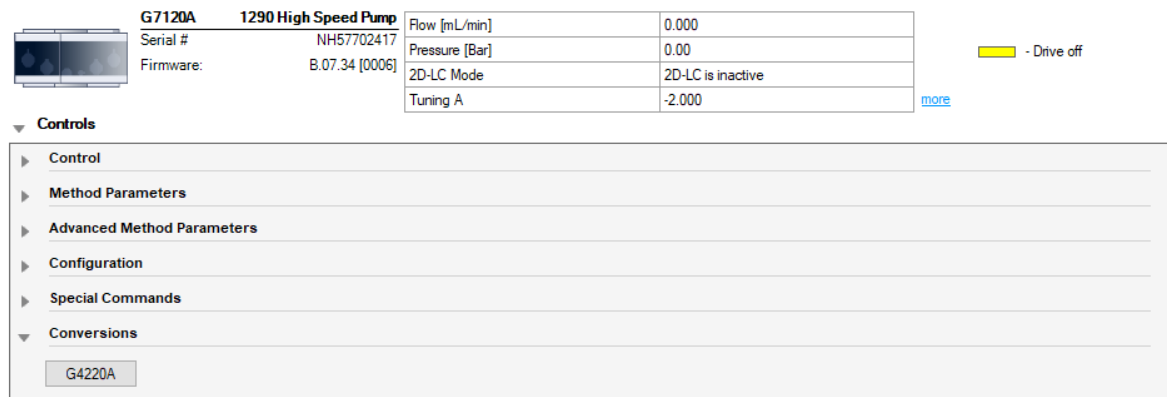 G7120A 1290 High Speed Pump
Serial # NH57702417
Firmware: B.07.34 [0006]
Flow [mL/min] 0.000
Pressure [Bar] 0.00
2D-LC Mode 2D-LC is inactive
Tuning A -2.000
more
- Drive off
Controls
Control
Method Parameters
Advanced Method Parameters
Configuration
Special Commands
Conversions
G4220A